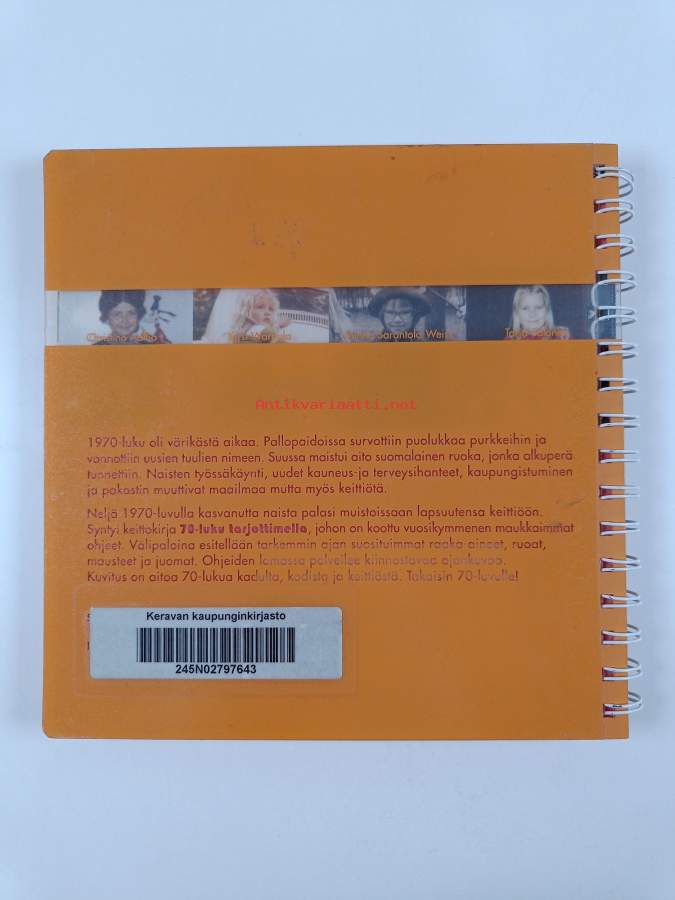 Antikvariaatti.net
1970-luku oli värikästä aikaa. Pallopaidoissa survottiin puolukkaa purkkeihin ja
vannottiin uusien tuulien nimeen. Suussa maistui aito suomalainen ruoka, jonka alkuperä
tunnettiin. Naisten työssäkäynti, uudet kauneus-ja terveysihanteet, kaupungistuminen
ja pakastin muuttivat maailmaa mutta myös keittiötä.
Neljä 1970-luvulla kasvanutta naista palasi muistoissaan lapsuutensa keittiöön.
Syntyi keittokirja 70-luku tarjottimella, johon on koottu vuosikymmenen maukkaimmat
ohjeet. Välipaloina esitellään tarkemmin ajan suosituimmat raaka-aineet, ruoat,
mausteet ja juomat. Ohjeiden lomassa palveilee kiinnostavaa ajankuvaa.
Kuvitus on aitoa 70-lukua kadulta, kodista ja keittiöstä. Takaisin 70-luvulle!
Keravan kaupunginkirjasto
245N02797643